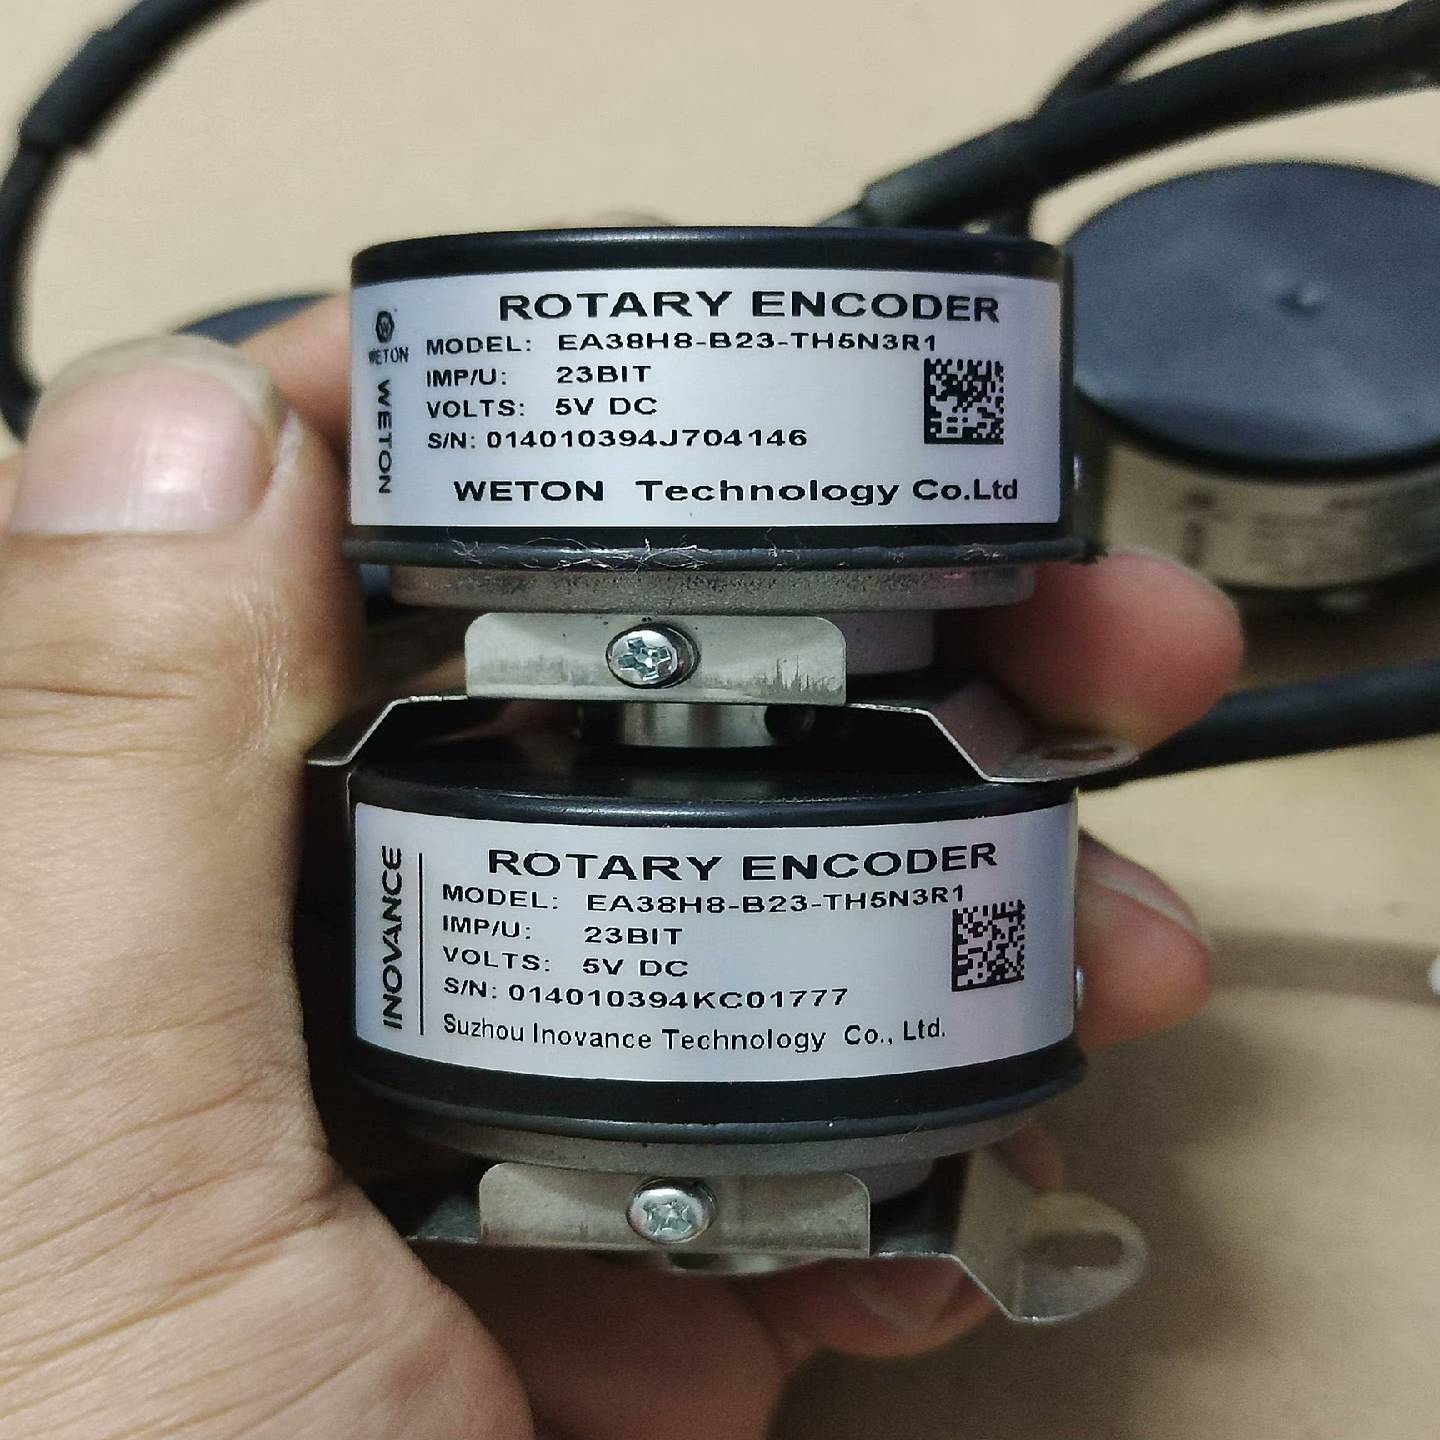 ROTARY ENCODER
MODEL: EA38H8-B23-TH5N3R1
IMP/U: 23BIT
VOLTS: 5V DC
S/N: 014010394J704146
WETON Technology Co.Ltd
WETON
WETON
ROTARY ENCODER
MODEL: EA38H8-B23-TH5N3R1
IMP/U: 23BIT
VOLTS: 5V DC
S/N: 014010394KC01777
Suzhou Inovance Technology Co., Ltd.
INOVANCE